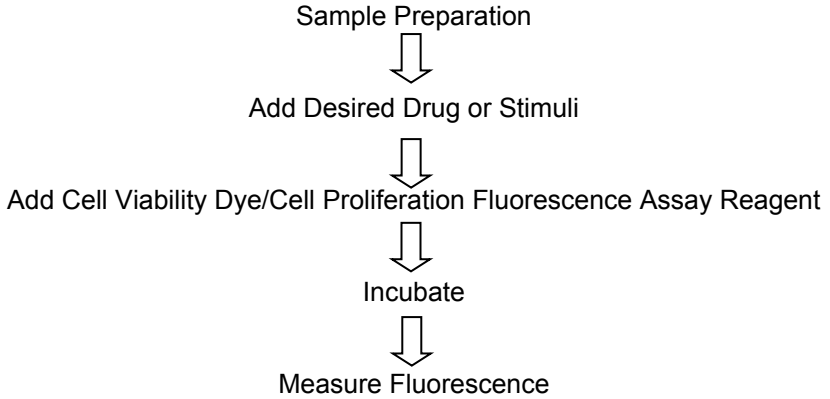 Sample Preparation
Add Desired Drug or Stimuli
Add Cell Viability Dye/Cell Proliferation Fluorescence Assay Reagent
Incubate
Measure Fluorescence